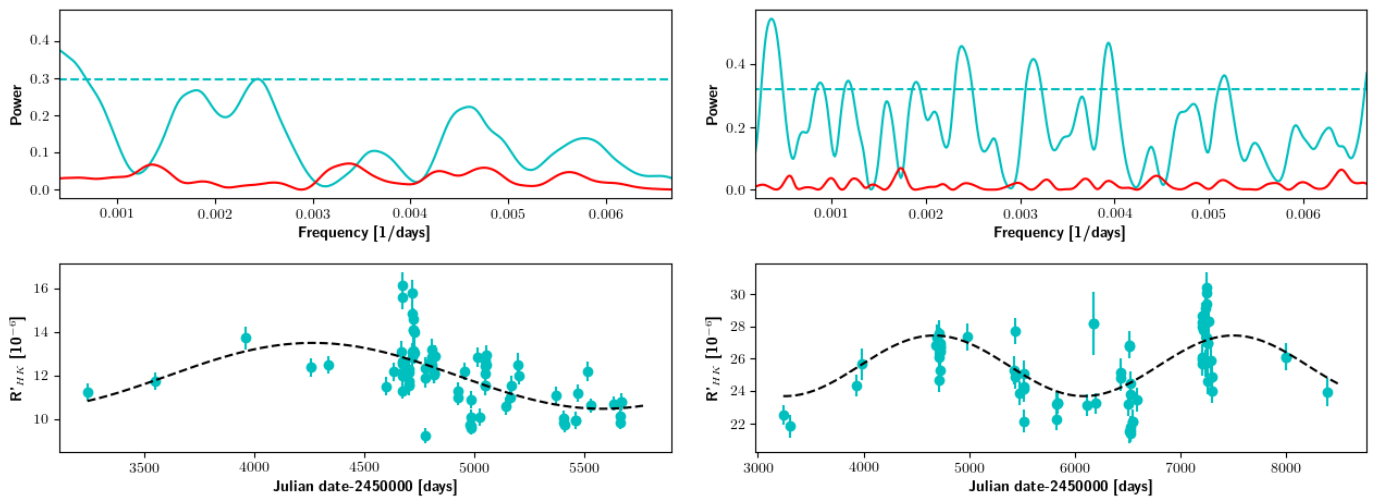 0.4
0.3
0.2
0.1
0.0
Power
0.001 0.002 0.003 0.004 0.005 0.006
Frequency [1/days]
0.4
0.2
0.0
Power
0.001 0.002 0.003 0.004 0.005 0.006
Frequency [1/days]
16
14
12
10
R'HK [10⁻⁶]
3500 4000 4500 5000 5500
Julian date-2450000 [days]
30
28
26
24
22
R'HK [10⁻⁶]
3000 4000 5000 6000 7000 8000
Julian date-2450000 [days]